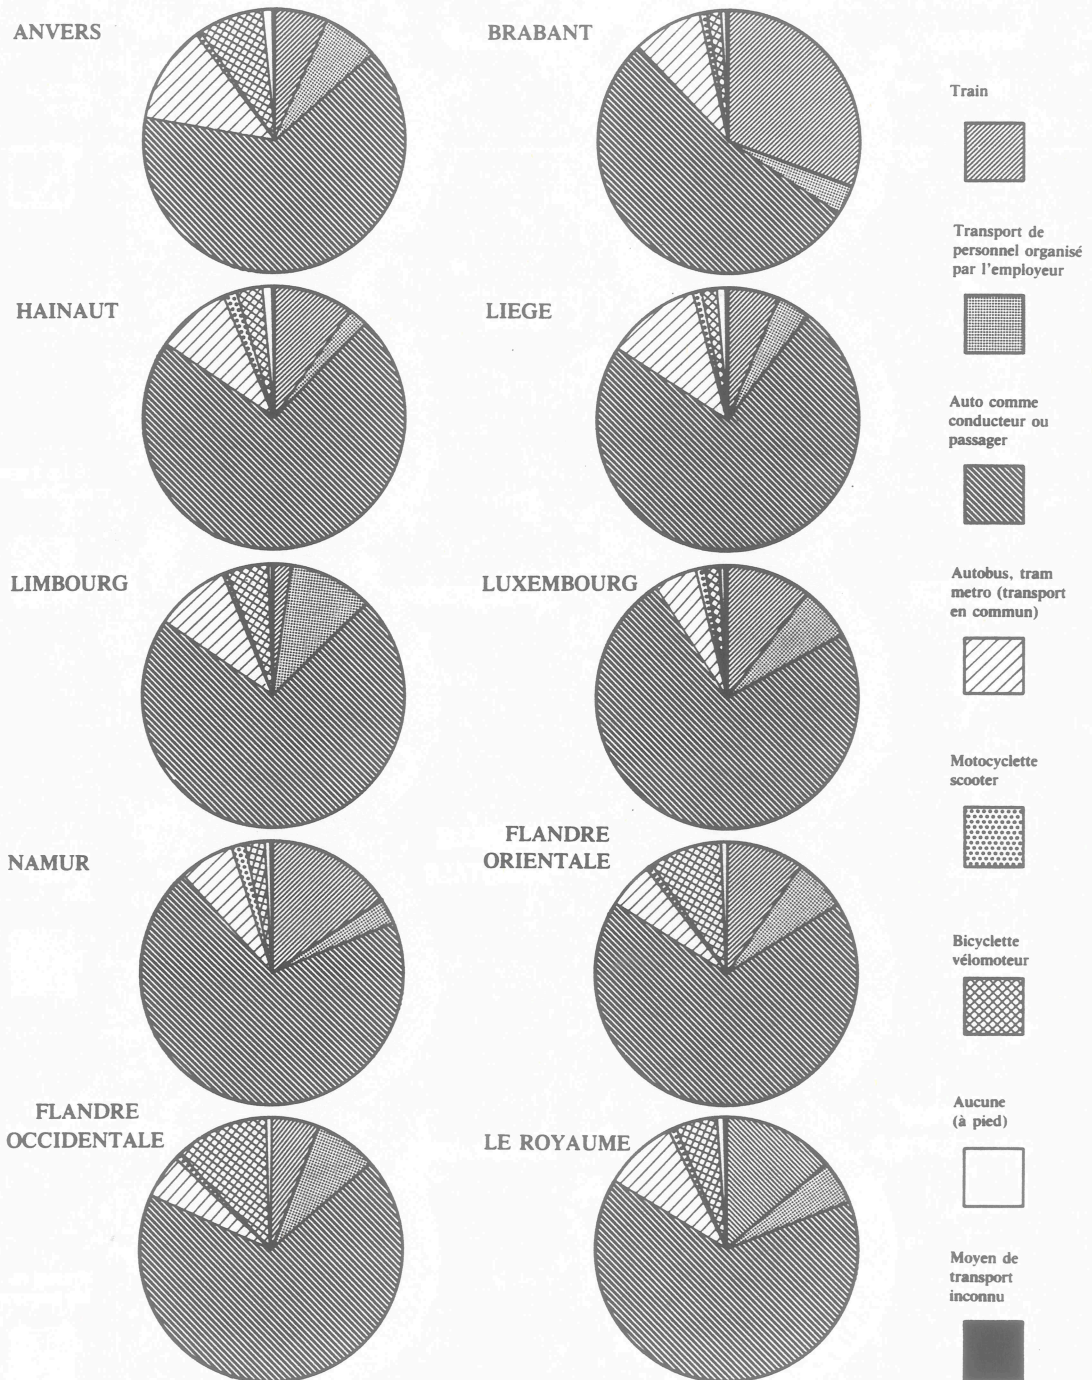 ANVERS
BRABANT
HAINAUT
LIEGE
LIMBOURG
LUXEMBOURG
NAMUR
FLANDRE
ORIENTALE
FLANDRE
OCCIDENTALE
LE ROYAUME
Train
Transport de
personnel organisé
par l'employeur
Auto comme
conducteur ou
passager
Autobus, tram
metro (transport
en commun)
Motocyclette
scooter
Bicyclette
vélomoteur
Aucune
(à pied)
Moyen de
transport
inconnu